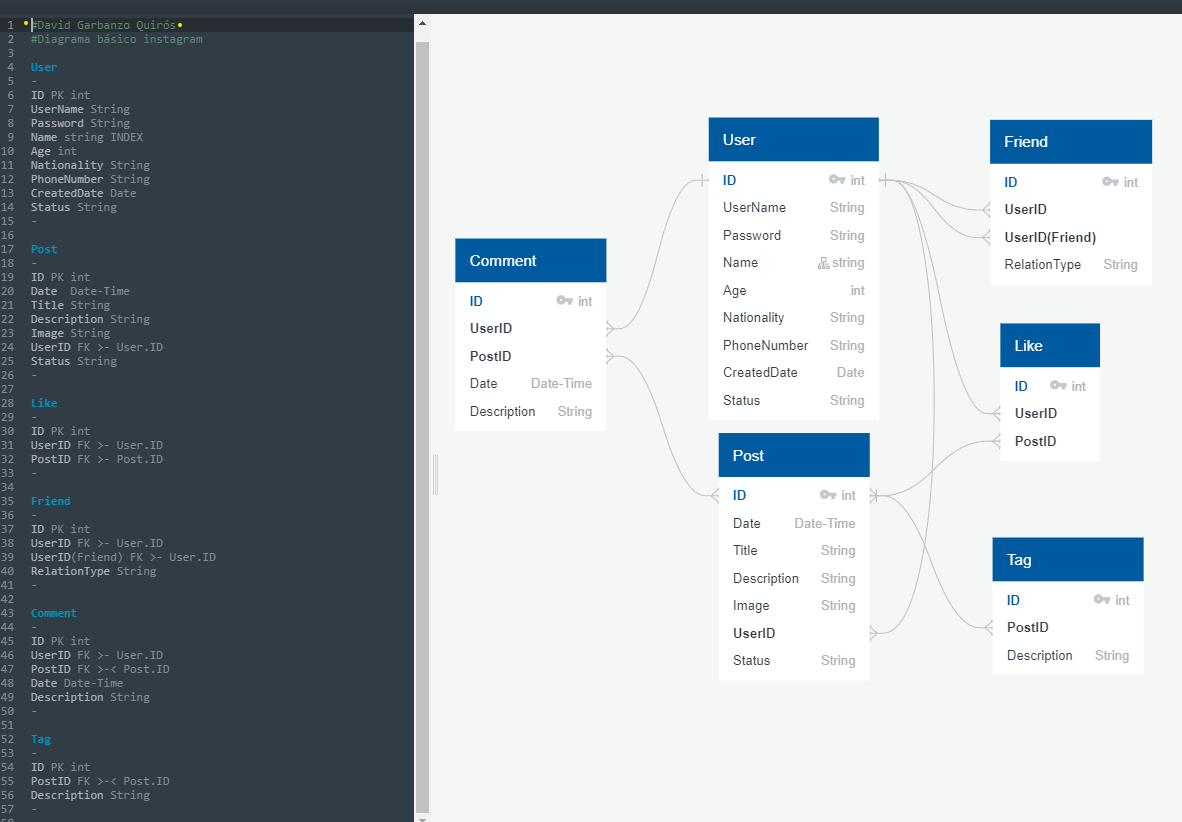 1 #David Garbanzo Quirós
2 #Diagrama básico instagram
3
4 User
5 -
6 ID PK int
7 UserName String
8 Password String
9 Name string INDEX
10 Age int
11 Nationality String
12 PhoneNumber String
13 CreatedDate Date
14 Status String
15 -
16
17 Post
18 -
19 ID PK int
20 Date  Date-Time
21 Title String
22 Description String
23 Image String
24 UserID FK >- User.ID
25 Status String
26 -
27
28 Like
29 -
30 ID PK int
31 UserID FK >- User.ID
32 PostID FK >- Post.ID
33 -
34
35 Friend
36 -
37 ID PK int
38 UserID FK >- User.ID
39 UserID(Friend) FK >- User.ID
40 RelationType String
41 -
42
43 Comment
44 -
45 ID PK int
46 UserID FK >- User.ID
47 PostID FK >-< Post.ID
48 Date Date-Time
49 Description String
50 -
51
52 Tag
53 -
54 ID PK int
55 PostID FK >-< Post.ID
56 Description String
57 -
Comment
ID int
UserID
PostID
Date Date-Time
Description String
User
ID int
UserName String
Password String
Name string
Age int
Nationality String
PhoneNumber String
CreatedDate Date
Status String
Post
ID int
Date Date-Time
Title String
Description String
Image String
UserID
Status String
Friend
ID int
UserID
UserID(Friend)
RelationType String
Like
ID int
UserID
PostID
Tag
ID int
PostID
Description String